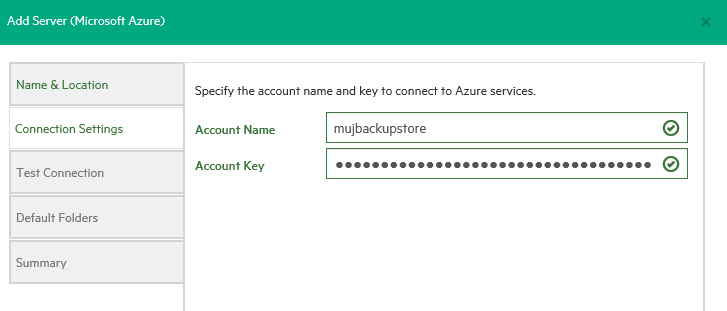 Add Server (Microsoft Azure)
Name & Location
Connection Settings
Test Connection
Default Folders
Summary
Specify the account name and key to connect to Azure services.
Account Name
mujbackupstore
Account Key